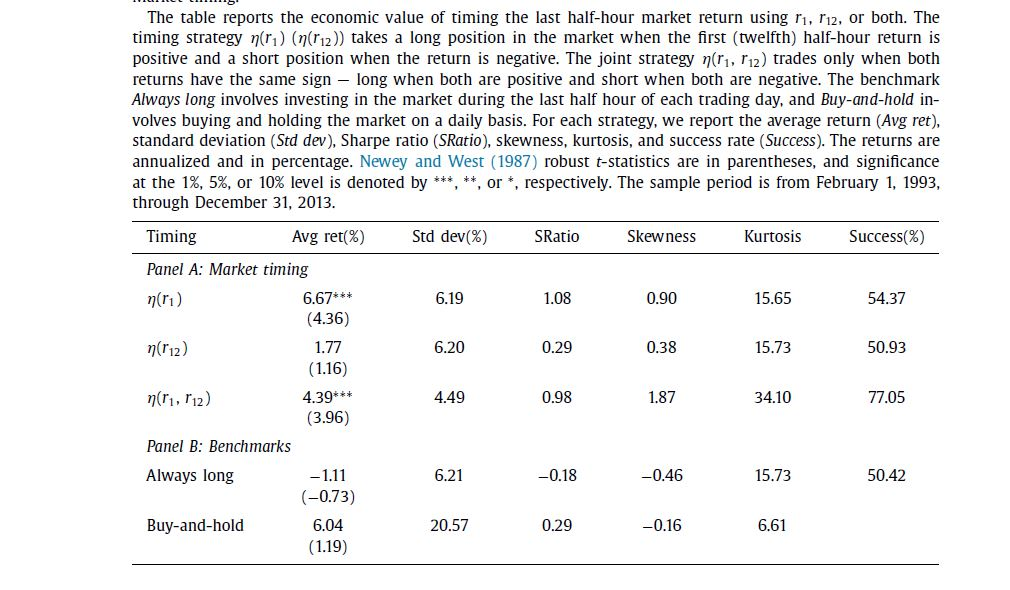 The table reports the economic value of timing the last half-hour market return using r₁, r₁₂, or both. The
timing strategy η(r₁) (η(r₁₂)) takes a long position in the market when the first (twelfth) half-hour return is
positive and a short position when the return is negative. The joint strategy η(r₁, r₁₂) trades only when both
returns have the same sign — long when both are positive and short when both are negative. The benchmark
Always long involves investing in the market during the last half hour of each trading day, and Buy-and-hold in-
volves buying and holding the market on a daily basis. For each strategy, we report the average return (Avg ret),
standard deviation (Std dev), Sharpe ratio (SRatio), skewness, kurtosis, and success rate (Success). The returns are
annualized and in percentage. Newey and West (1987) robust t-statistics are in parentheses, and significance
at the 1%, 5%, or 10% level is denoted by ***, **, or *, respectively. The sample period is from February 1, 1993,
through December 31, 2013.
Timing Avg ret(%) Std dev(%) SRatio Skewness Kurtosis Success(%)
Panel A: Market timing
η(r₁) 6.67*** 6.19 1.08 0.90 15.65 54.37
(4.36)
η(r₁₂) 1.77 6.20 0.29 0.38 15.73 50.93
(1.16)
η(r₁, r₁₂) 4.39*** 4.49 0.98 1.87 34.10 77.05
(3.96)
Panel B: Benchmarks
Always long −1.11 6.21 −0.18 −0.46 15.73 50.42
(−0.73)
Buy-and-hold 6.04 20.57 0.29 −0.16 6.61
(1.19)